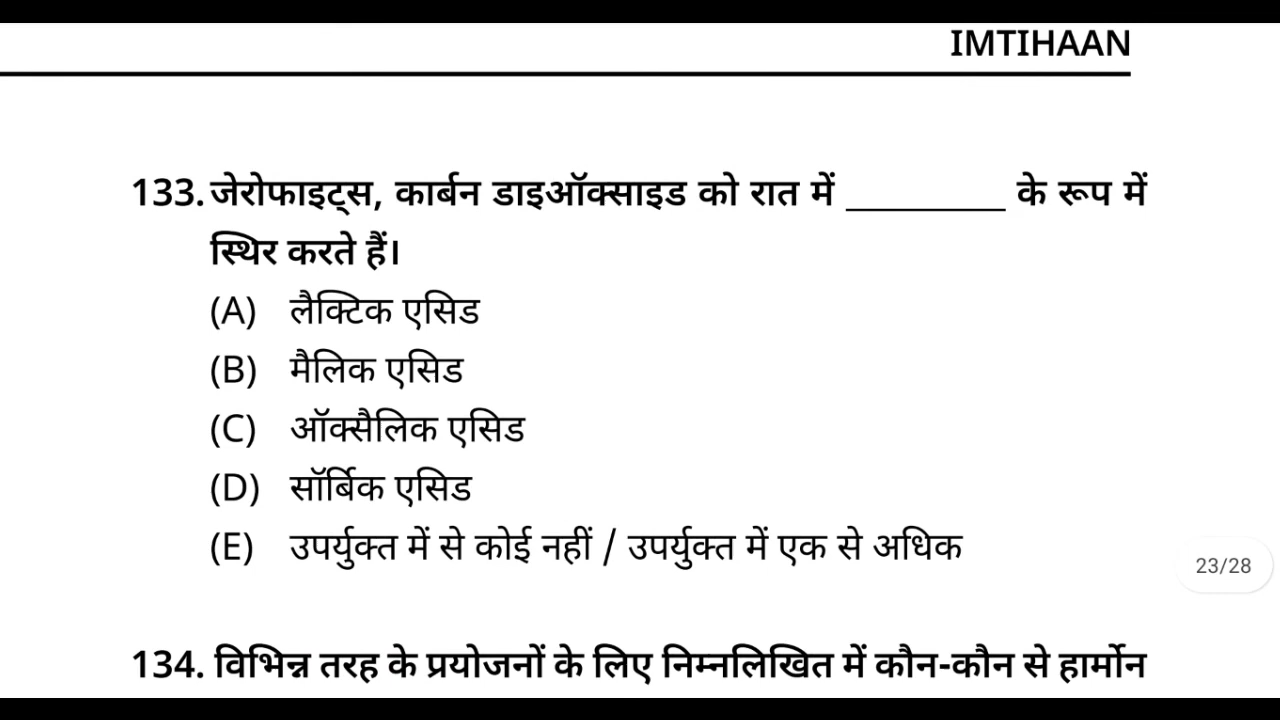 IMTIHAAN
133. जेरोफाइट्स, कार्बन डाइऑक्साइड को रात में __________ के रूप में
स्थिर करते हैं।
(A) लैक्टिक एसिड
(B) मैलिक एसिड
(C) ऑक्सैलिक एसिड
(D) सॉर्बिक एसिड
(E) उपर्युक्त में से कोई नहीं / उपर्युक्त में एक से अधिक
23/28
134. विभिन्न तरह के प्रयोजनों के लिए निम्नलिखित में कौन-कौन से हार्मोन